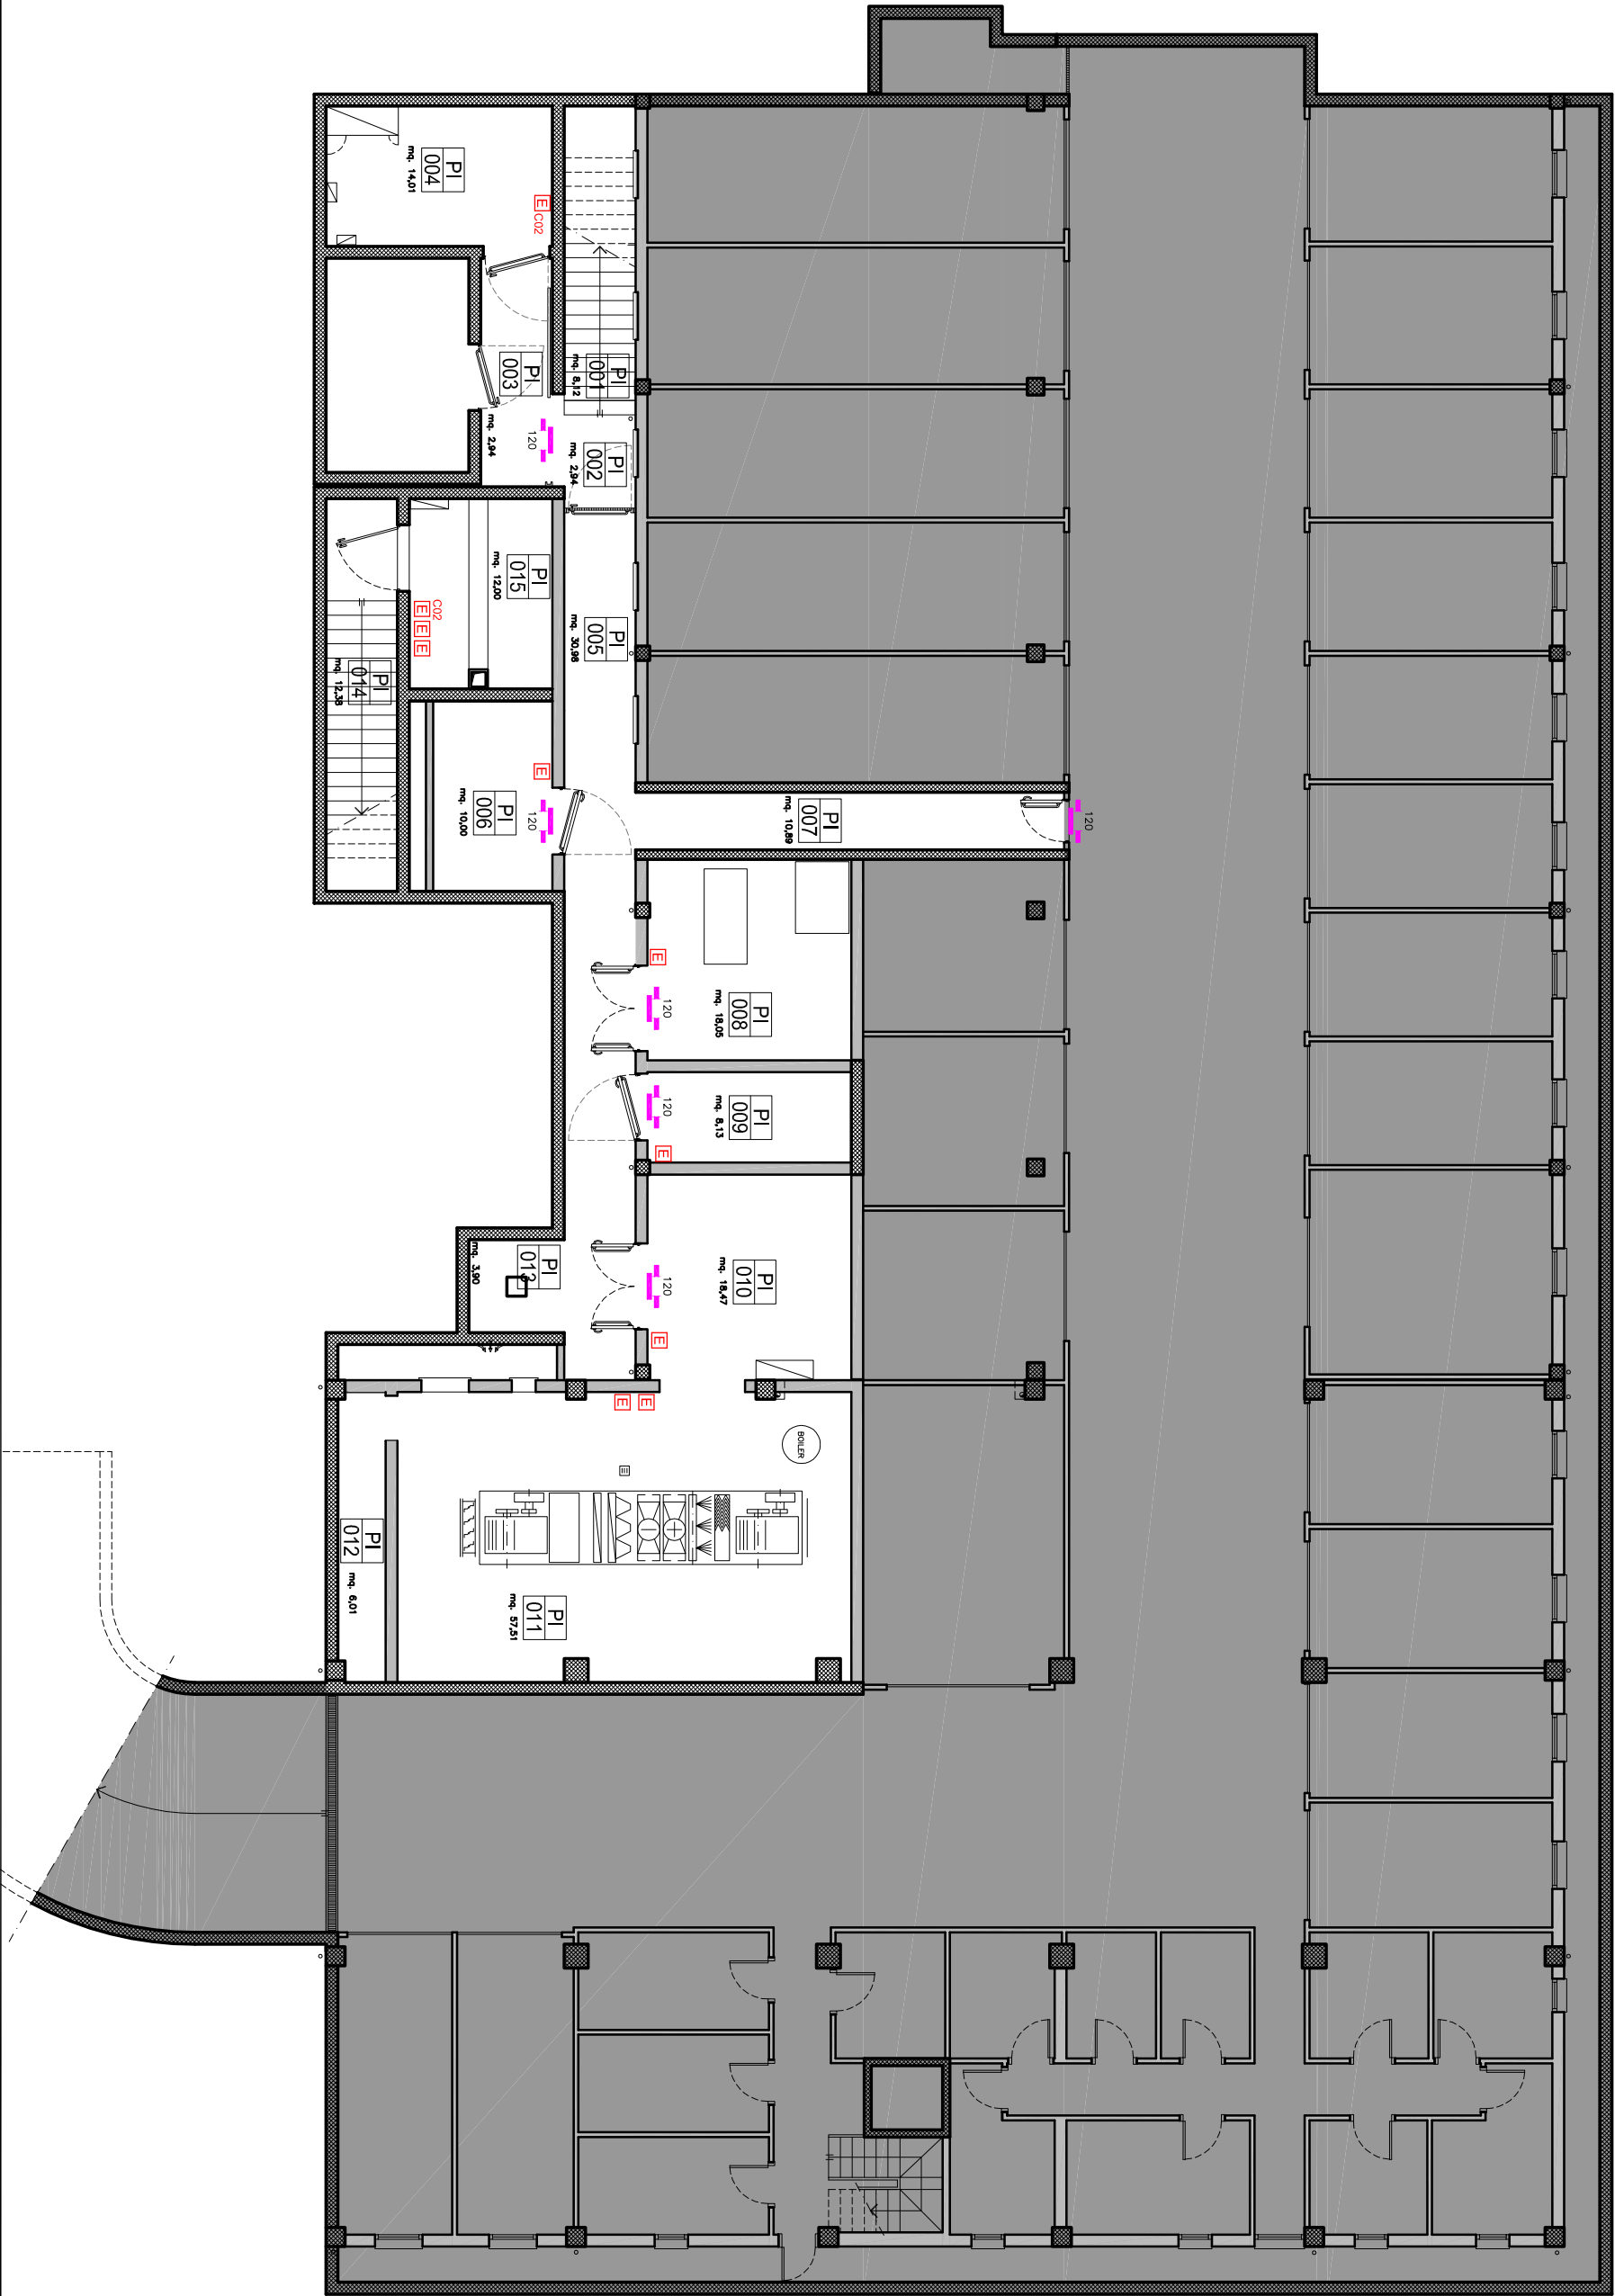 PI
004
mq. 14,01
E C02
PI
003
mq. 2,94
PI
001
mq. 8,12
120
PI
002
mq. 2,94
PI
015
mq. 12,00
C02
E E E
PI
014
mq. 12,38
PI
005
mq. 30,98
E
PI
006
mq. 10,00
120
PI
007
mq. 10,89
120
E
PI
008
mq. 18,05
120
PI
009
mq. 8,13
120
E
PI
010
mq. 18,47
120
E
PI
013
mq. 3,90
E E
BOILER
PI
011
mq. 57,51
PI
012
mq. 6,01